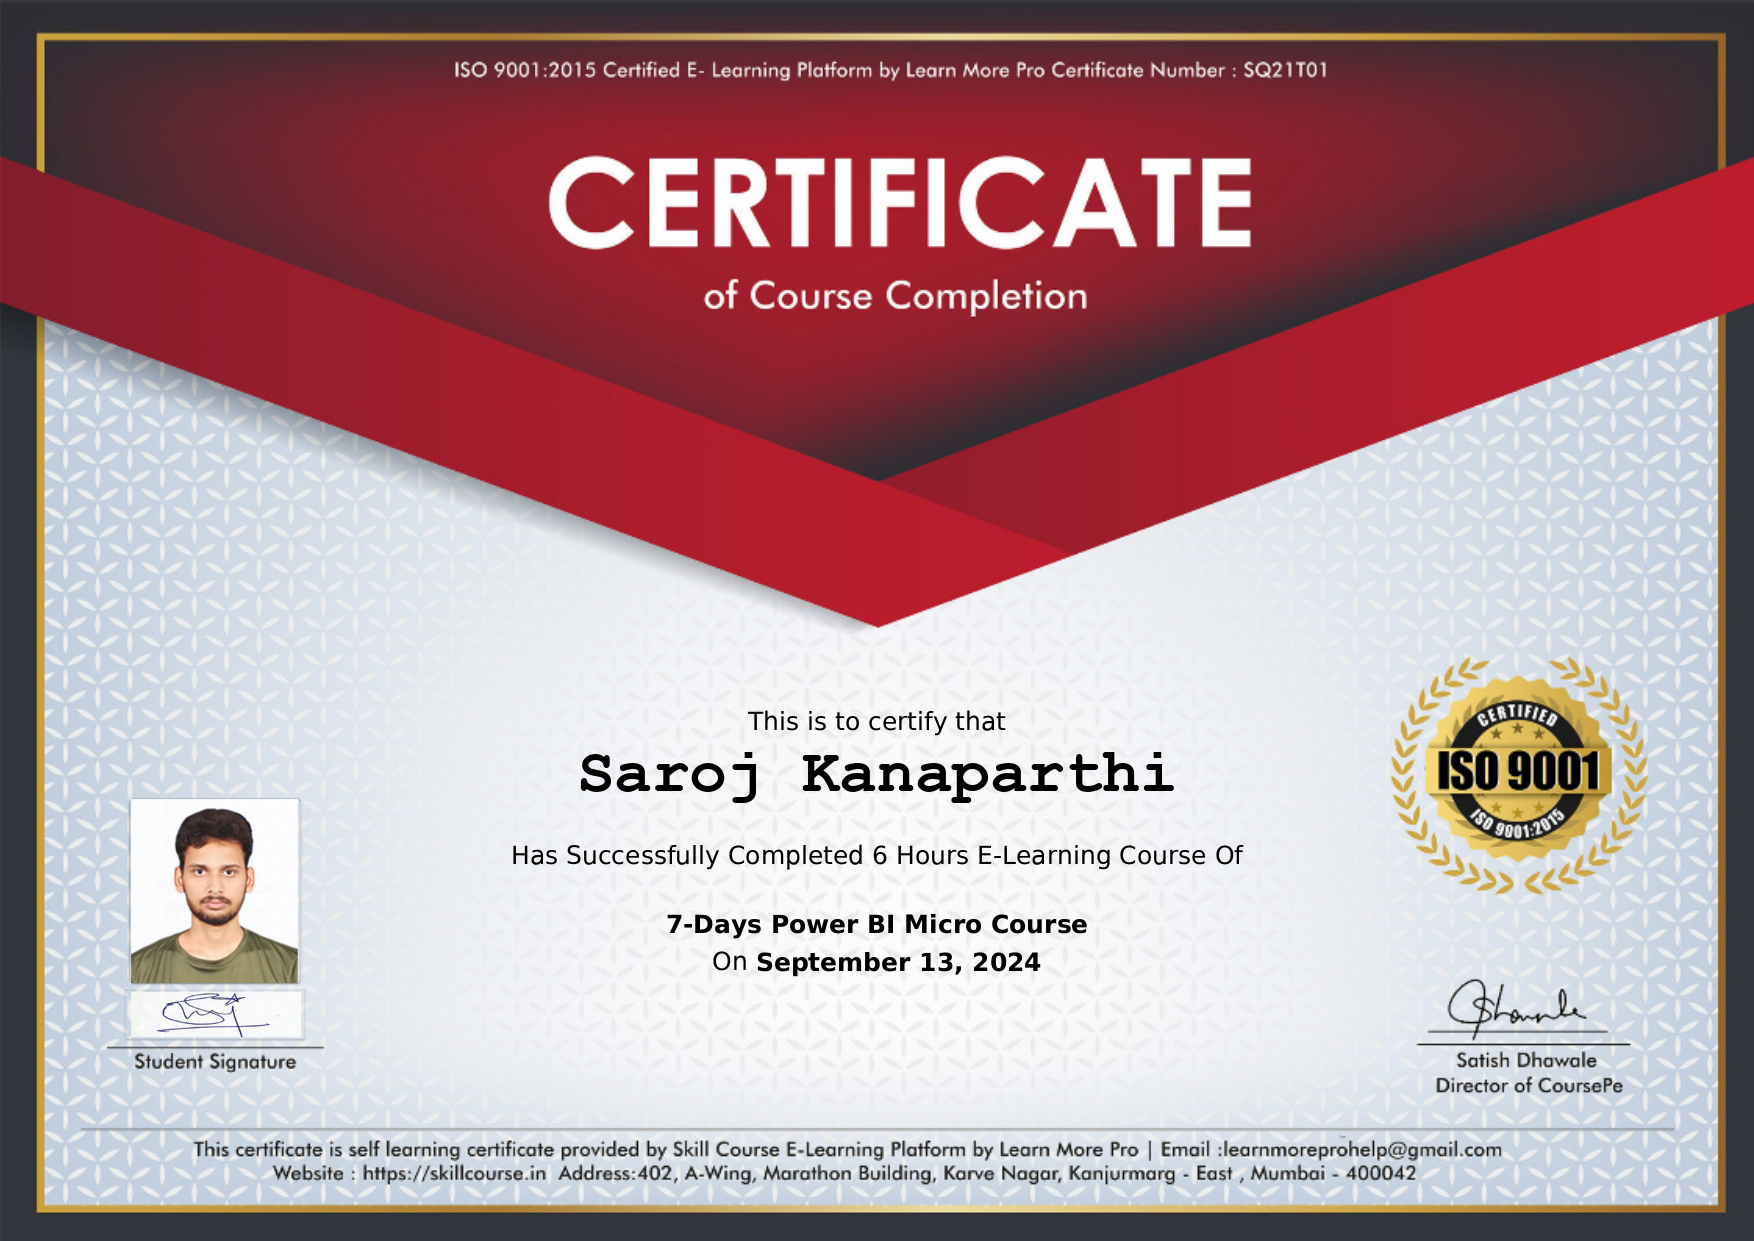 ISO 9001:2015 Certified E- Learning Platform by Learn More Pro Certificate Number : SQ21T01
CERTIFICATE
of Course Completion
This is to certify that
Saroj Kanaparthi
Has Successfully Completed 6 Hours E-Learning Course Of
7-Days Power BI Micro Course
On September 13, 2024
CERTIFIED
ISO 9001
ISO 9001:2015
Student Signature
Satish Dhawale
Director of CoursePe
This certificate is self learning certificate provided by Skill Course E-Learning Platform by Learn More Pro | Email :learnmoreprohelp@gmail.com
Website : https://skillcourse.in Address:402, A-Wing, Marathon Building, Karve Nagar, Kanjurmarg - East , Mumbai - 400042